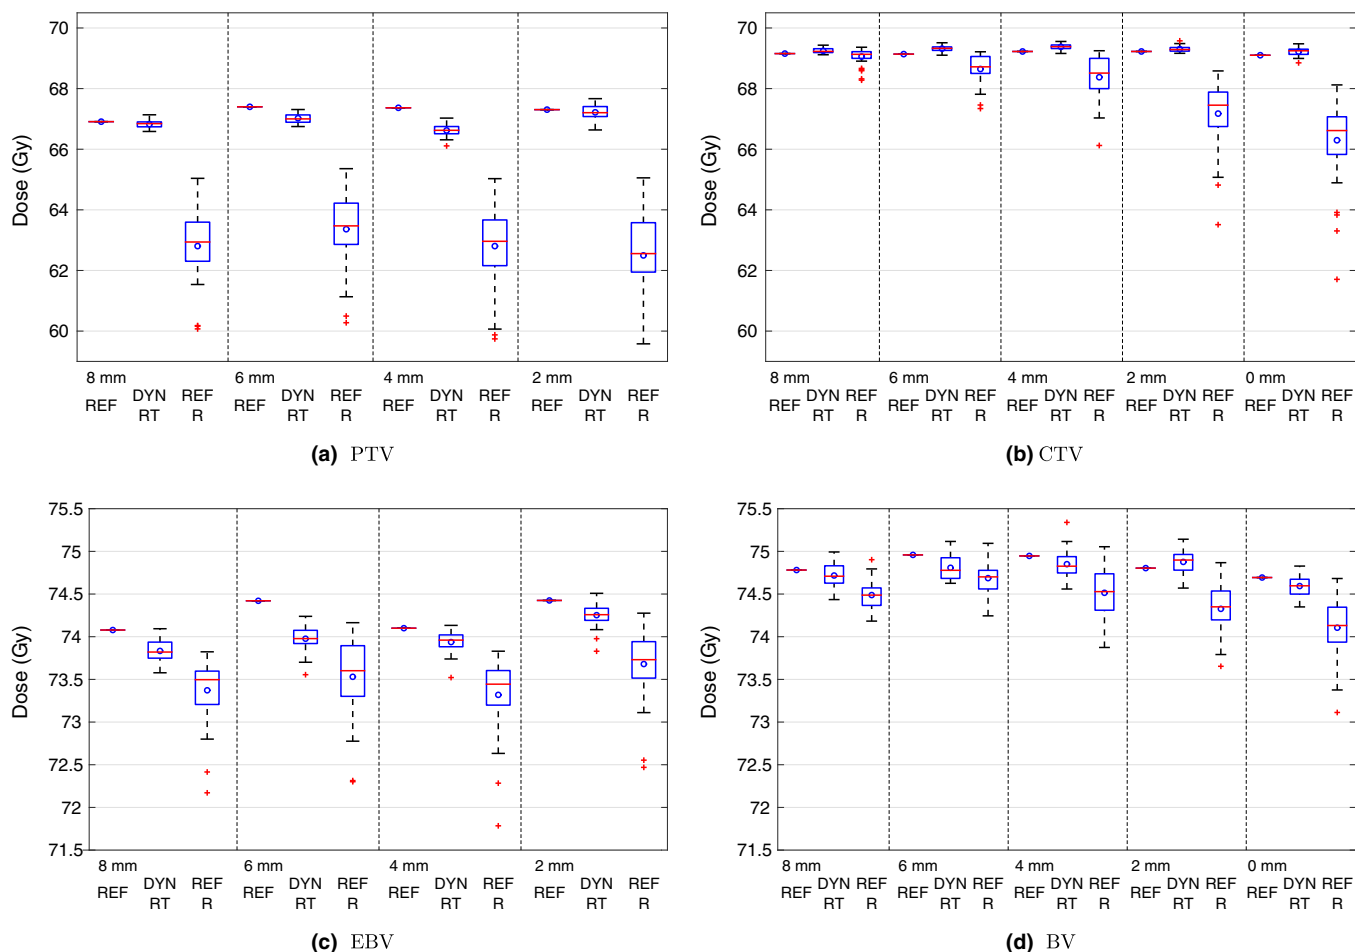 70
68
66
64
62
60
Dose (Gy)
8 mm 6 mm 4 mm 2 mm
REF DYN REF REF DYN REF REF DYN REF REF DYN REF
RT R RT R RT R RT R
(a) PTV
70
68
66
64
62
60
Dose (Gy)
8 mm 6 mm 4 mm 2 mm 0 mm
REF DYN REF REF DYN REF REF DYN REF REF DYN REF REF DYN REF
RT R RT R RT R RT R RT R
(b) CTV
75.5
75
74.5
74
73.5
73
72.5
72
71.5
Dose (Gy)
8 mm 6 mm 4 mm 2 mm
REF DYN REF REF DYN REF REF DYN REF REF DYN REF
RT R RT R RT R RT R
(c) EBV
75.5
75
74.5
74
73.5
73
72.5
72
71.5
Dose (Gy)
8 mm 6 mm 4 mm 2 mm 0 mm
REF DYN REF REF DYN REF REF DYN REF REF DYN REF REF DYN REF
RT R RT R RT R RT R RT R
(d) BV